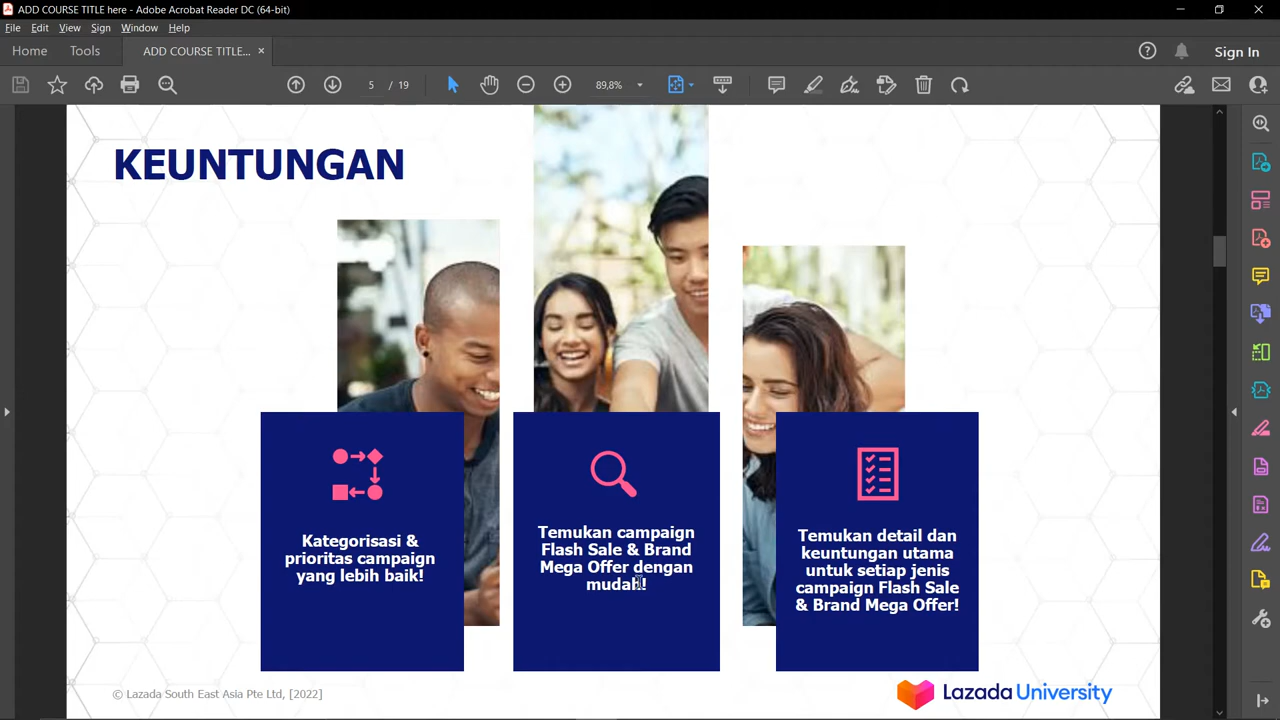 ADD COURSE TITLE here - Adobe Acrobat Reader DC (64-bit)
File Edit View Sign Window Help
Home Tools ADD COURSE TITLE... × Sign In
5 / 19 89,8%
KEUNTUNGAN
Kategorisasi &
prioritas campaign
yang lebih baik!
Temukan campaign
Flash Sale & Brand
Mega Offer dengan
mudah!
Temukan detail dan
keuntungan utama
untuk setiap jenis
campaign Flash Sale
& Brand Mega Offer!
© Lazada South East Asia Pte Ltd, [2022]
Lazada University